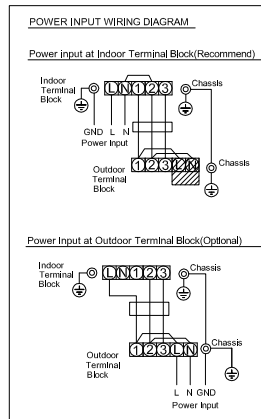 POWER INPUT WIRING DIAGRAM
Power input at Indoor Terminal Block(Recommend)
Indoor
Terminal
Block
L N 1 2 3
Chassis
GND L N
Power Input
Outdoor
Terminal
Block
1 2 3 L N
Chassis
Power Input at Outdoor Terminal Block(Optional)
Indoor
Terminal
Block
L N 1 2 3
Chassis
Chassis
Outdoor
Terminal
Block
1 2 3 L N
L N GND
Power Input